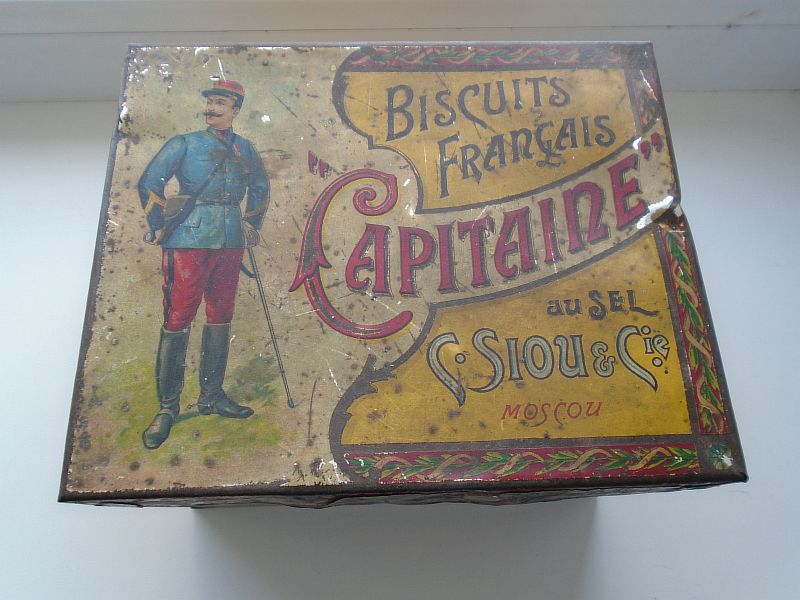 BISCUITS
FRANÇAIS
"CAPITAINE"
AU SEL
C. SIOU & Cie
MOSCOU